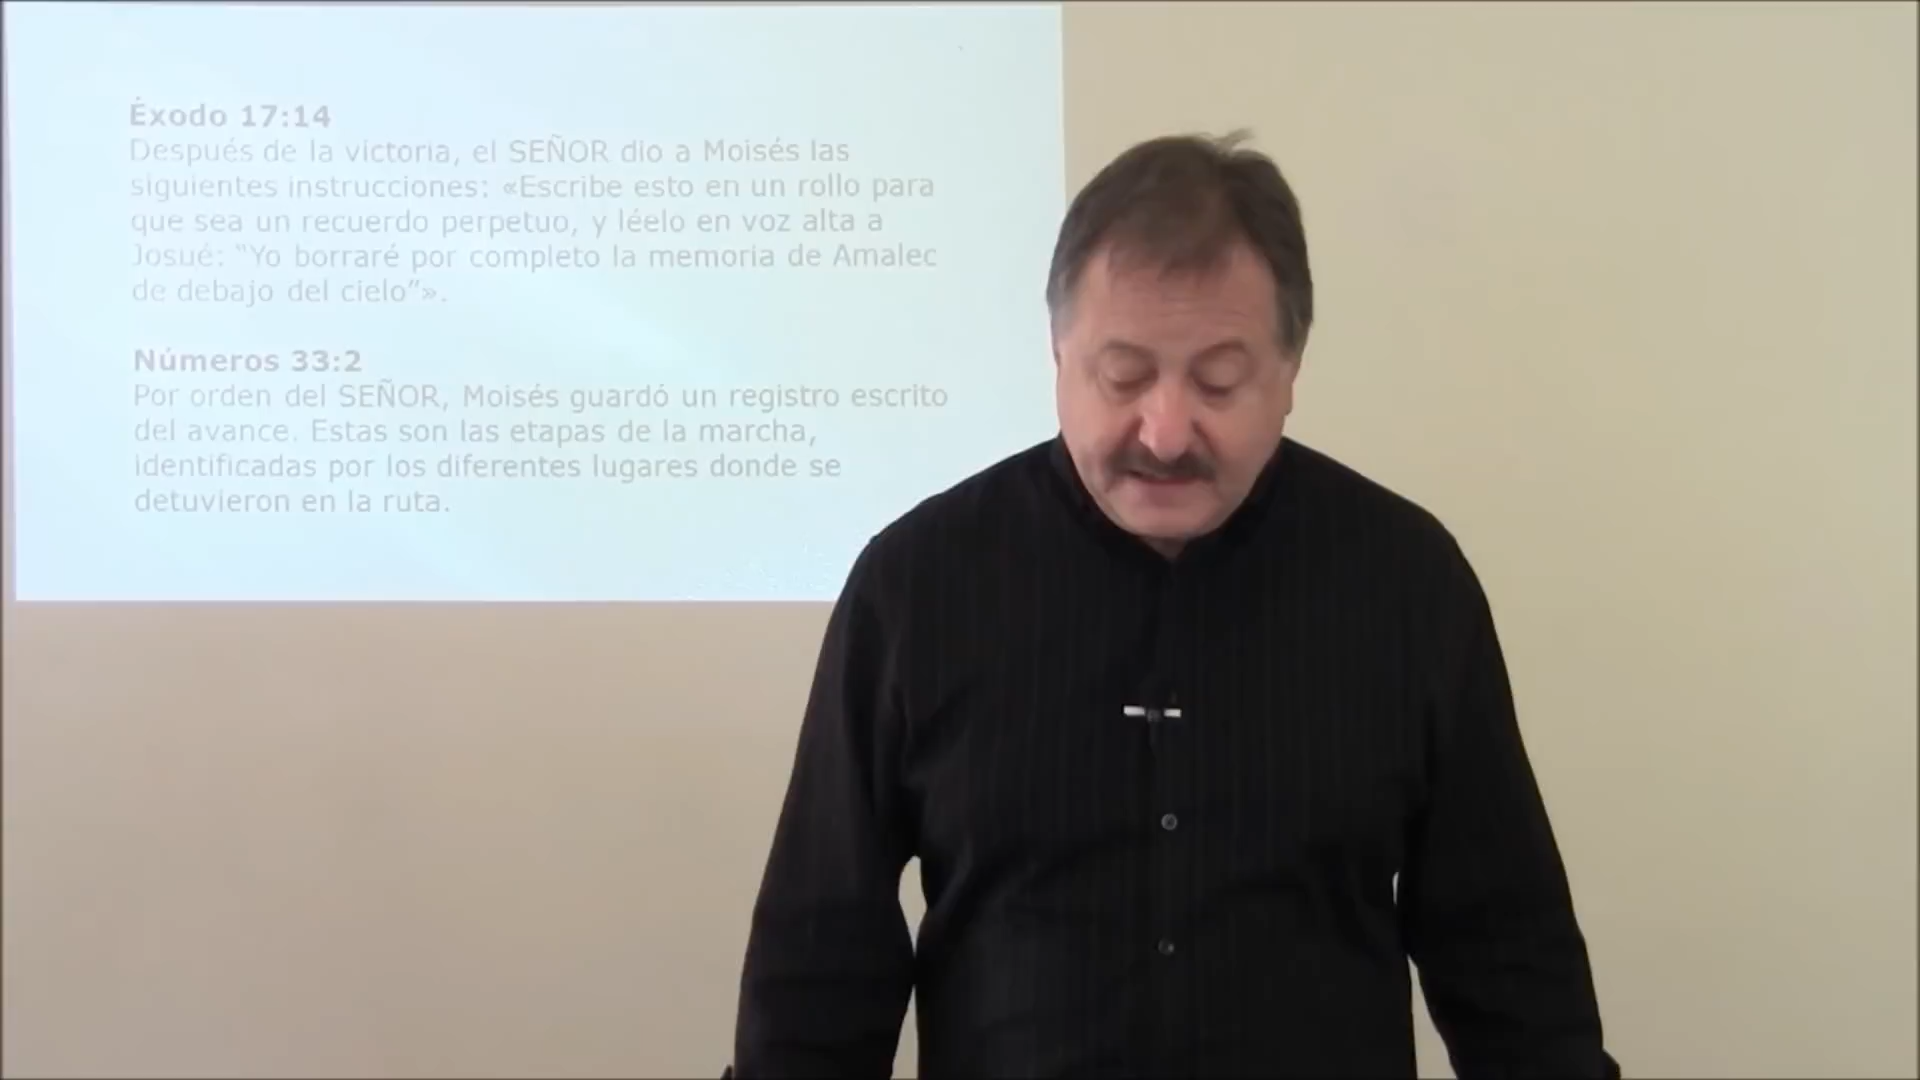 Éxodo 17:14
Después de la victoria, el SEÑOR dio a Moisés las
siguientes instrucciones: «Escribe esto en un rollo para
que sea un recuerdo perpetuo, y léelo en voz alta a
Josué: “Yo borraré por completo la memoria de Amalec
de debajo del cielo”».
Números 33:2
Por orden del SEÑOR, Moisés guardó un registro escrito
del avance. Estas son las etapas de la marcha,
identificadas por los diferentes lugares donde se
detuvieron en la ruta.